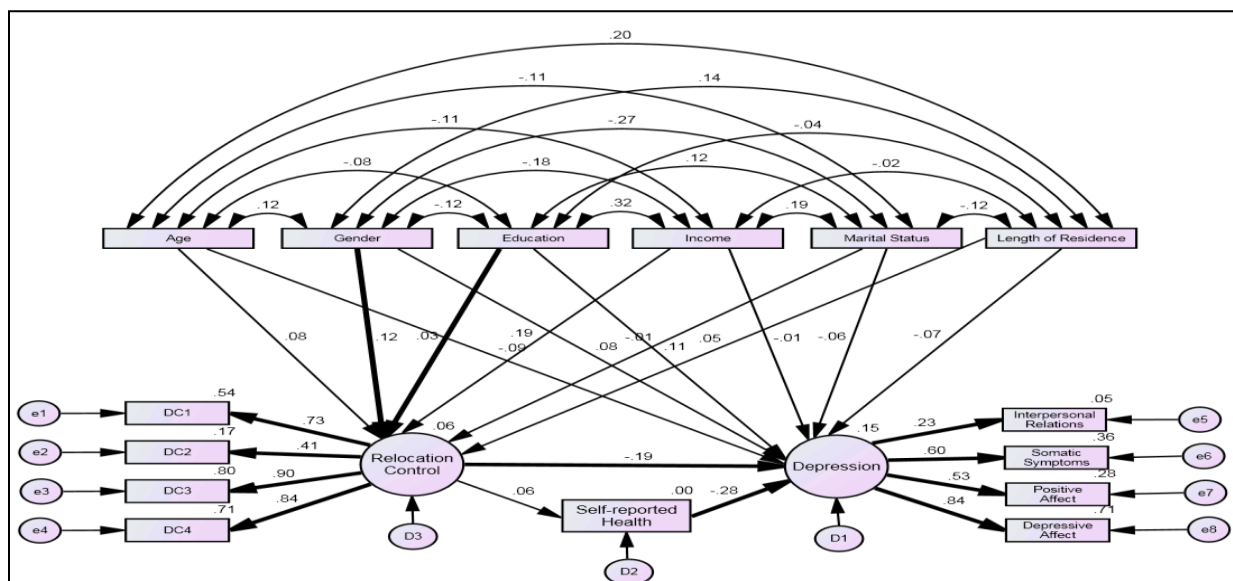 .20
-.11
.14
-.11
-.27
-.04
-.08
-.18
.12
-.02
.12
-.12
.32
.19
-.12
Age
Gender
Education
Income
Marital Status
Length of Residence
.08
.12
.03
-.09
.19
-.01
.08
.11
.05
-.01
-.06
-.07
.54
e1
DC1
.73
.17
e2
DC2
.41
.80
e3
DC3
.90
.71
e4
DC4
.84
.06
Relocation
Control
D3
-.19
.06
.00
Self-reported
Health
-.28
D2
.15
Depression
D1
.23
.05
Interpersonal
Relations
e5
.60
.36
Somatic
Symptoms
e6
.53
.28
Positive
Affect
e7
.84
.71
Depressive
Affect
e8